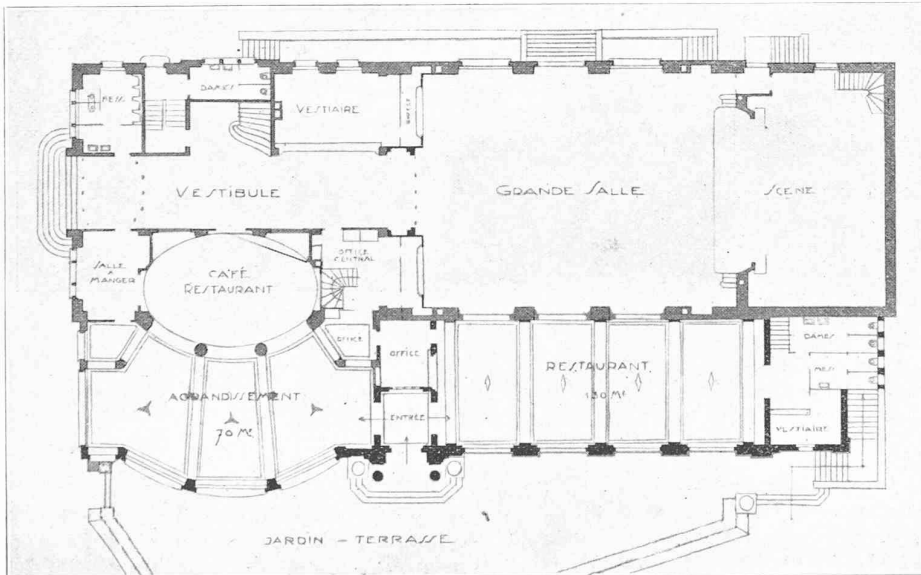 DAMES
MESS.
VESTIAIRE
VESTIBULE
GRANDE SALLE
SCENE
OFFICE
CENTRAL
SALLE
A
MANGER
CAFÉ
RESTAURANT
OFFICE
OFFICE
DAMES
MESS.
RESTAURANT
130 M²
AGRANDISSEMENT
70 M²
ENTRÉE
VESTIAIRE
JARDIN – TERRASSE